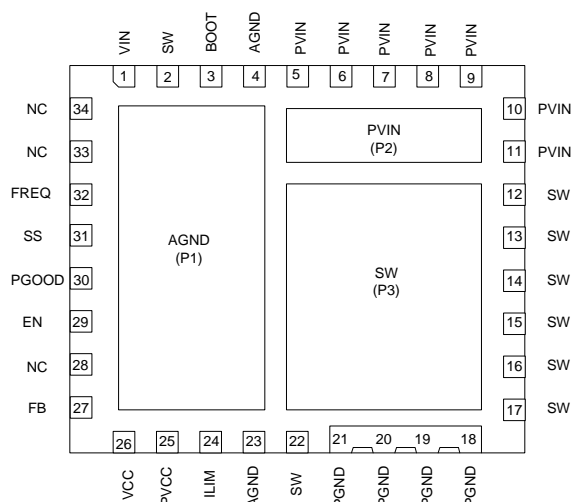 VIN
SW
BOOT
AGND
PVIN
PVIN
PVIN
PVIN
PVIN
1
2
3
4
5
6
7
8
9
NC 34
NC 33
FREQ 32
SS 31
PGOOD 30
EN 29
NC 28
FB 27
AGND
(P1)
PVIN
(P2)
SW
(P3)
10 PVIN
11 PVIN
12 SW
13 SW
14 SW
15 SW
16 SW
17 SW
26
25
24
23
22
21
20
19
18
VCC
PVCC
ILIM
AGND
SW
PGND
PGND
PGND
PGND